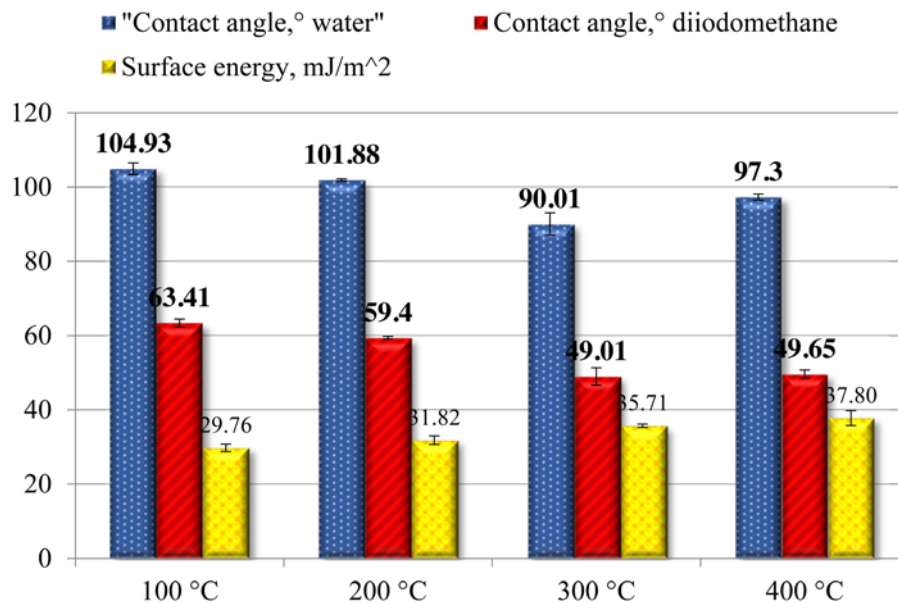 "Contact angle,° water" Contact angle,° diiodomethane
Surface energy, mJ/m^2
120
104.93 101.88 97.3
100 90.01
80
63.41 59.4
60 49.01 49.65
40 29.76 31.82 35.71 37.80
20
0
100 °C 200 °C 300 °C 400 °C